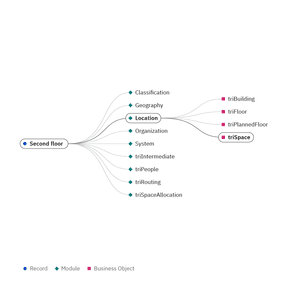 Classification
Geography
Location
Organization
System
triIntermediate
triPeople
triRouting
triSpaceAllocation
Second floor
triBuilding
triFloor
triPlannedFloor
triSpace
Record
Module
Business Object